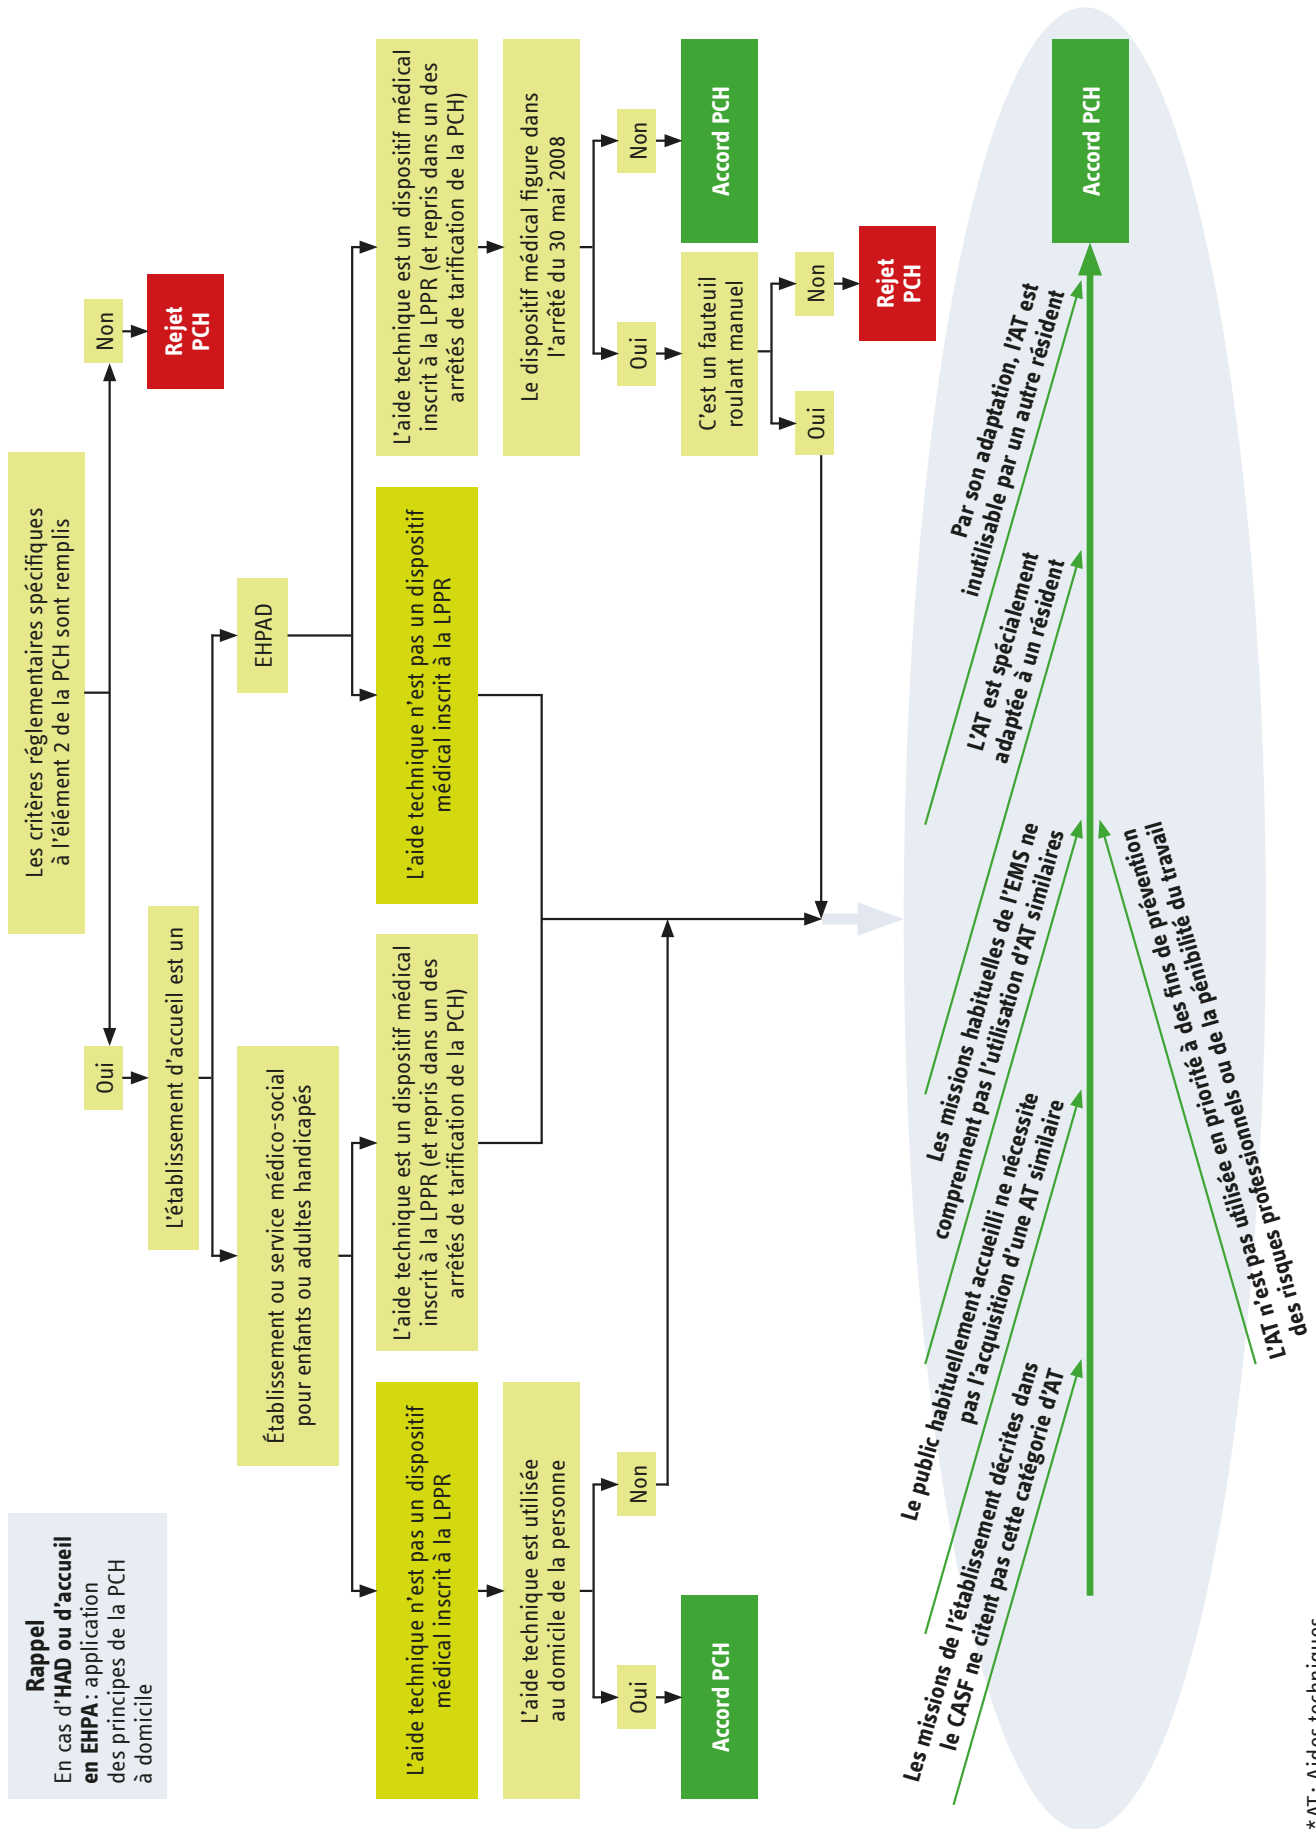 Rappel
En cas d'HAD ou d'accueil
en EHPA : application
des principes de la PCH
à domicile
Les critères réglementaires spécifiques
à l'élément 2 de la PCH sont remplis
Oui
Non
Rejet
PCH
L'établissement d'accueil est un
Établissement ou service médico-social
pour enfants ou adultes handicapés
EHPAD
L'aide technique n'est pas un dispositif
médical inscrit à la LPPR
L'aide technique est un dispositif médical
inscrit à la LPPR (et repris dans un des
arrêtés de tarification de la PCH)
L'aide technique n'est pas un dispositif
médical inscrit à la LPPR
L'aide technique est un dispositif médical
inscrit à la LPPR (et repris dans un des
arrêtés de tarification de la PCH)
L'aide technique est utilisée
au domicile de la personne
Le dispositif médical figure dans
l'arrêté du 30 mai 2008
Oui
Non
Oui
Non
Accord PCH
C'est un fauteuil
roulant manuel
Accord PCH
Oui
Non
Rejet
PCH
Les missions de l'établissement décrites dans
le CASF ne citent pas cette catégorie d'AT
Le public habituellement accueilli ne nécessite
pas l'acquisition d'une AT similaire
Les missions habituelles de l'EMS ne
comprennent pas l'utilisation d'AT similaires
L'AT est spécialement
adaptée à un résident
Par son adaptation, l'AT est
inutilisable par un autre résident
Accord PCH
L'AT n'est pas utilisée en priorité à des fins de prévention
des risques professionnels ou de la pénibilité du travail
*AT : Aides techniques